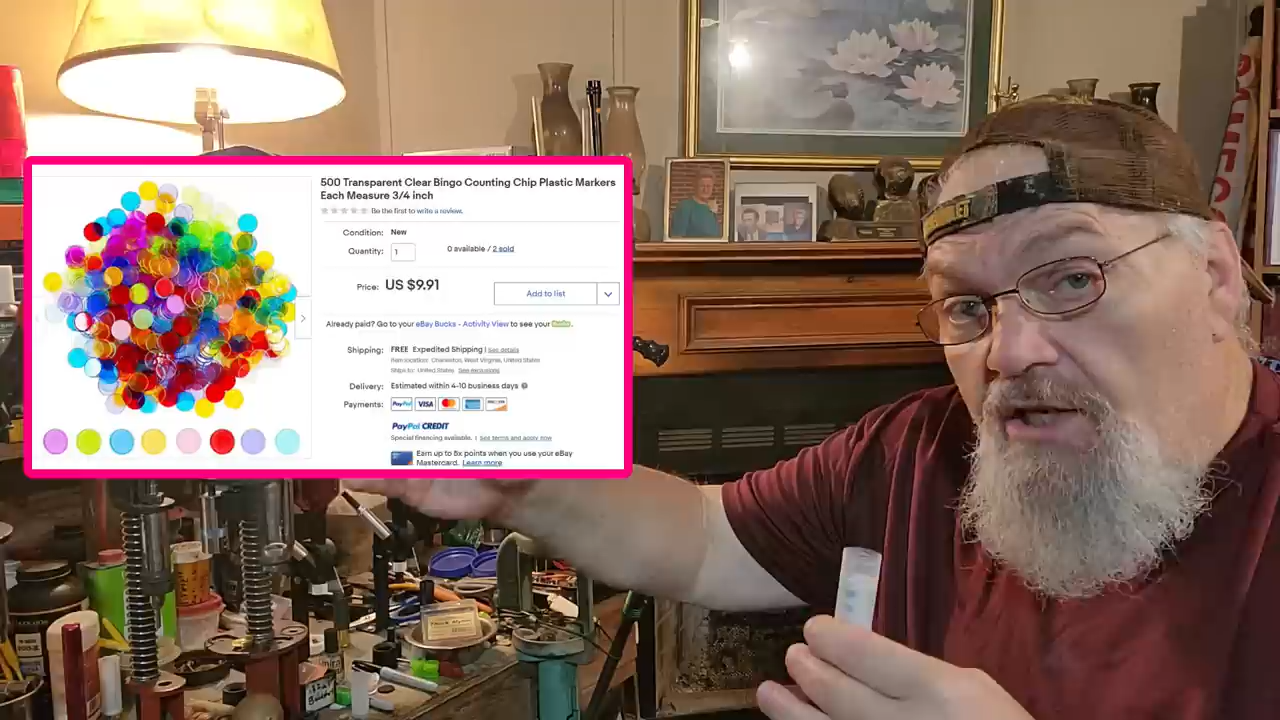 500 Transparent Clear Bingo Counting Chip Plastic Markers
Each Measure 3/4 inch
Be the first to write a review.
Condition: New
Quantity: 1
0 available / 2 sold
Price: US $9.91
Add to list
Already paid? Go to your eBay Bucks - Activity View to see your Bucks.
Shipping: FREE Expedited Shipping | See details
Item location: Charleston, West Virginia, United States
Ships to: United States See exclusions
Delivery: Estimated within 4-10 business days
Payments: PayPal VISA
PayPal CREDIT
Special financing available. | See terms and apply now
Earn up to 5x points when you use your eBay
Mastercard. Learn more